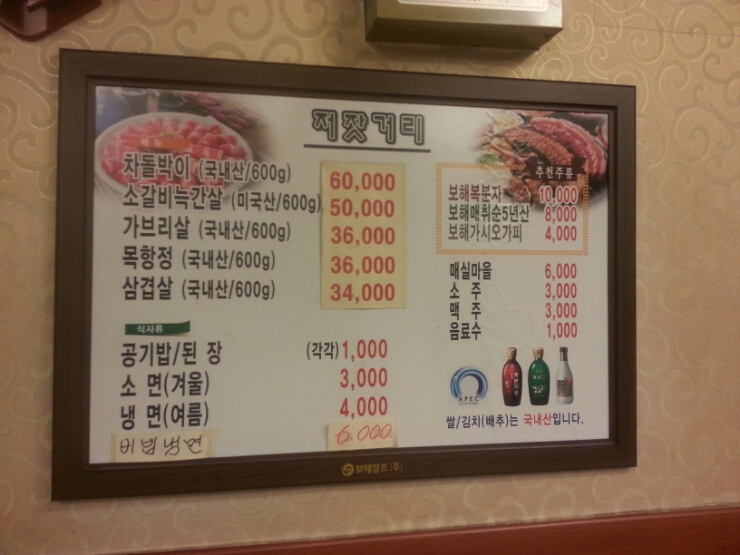 저잣거리
차돌박이 (국내산/600g) 60,000
소갈비늑간살 (미국산/600g) 50,000
가브리살 (국내산/600g) 36,000
목항정 (국내산/600g) 36,000
삼겹살 (국내산/600g) 34,000
식사류
공기밥/된 장 (각각) 1,000
소 면(겨울) 3,000
냉 면(여름) 4,000
비빔냉면 6.000
추천주류
보해복분자 10,000
보해매취순5년산 8,000
보해가시오가피 4,000
매실마을 6,000
소 주 3,000
맥 주 3,000
음료수 1,000
APEC
쌀/김치(배추)는 국내산입니다.
보해양조(주)